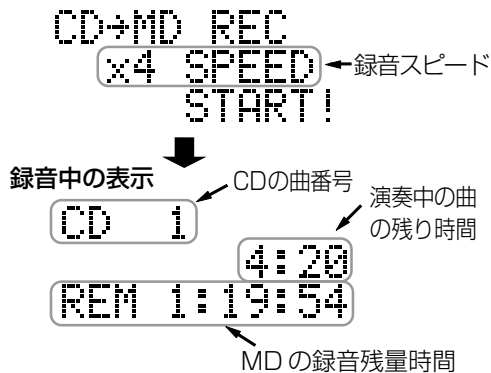 CD→MD REC
x4 SPEED
録音スピード
START!
録音中の表示
CDの曲番号
CD 1
演奏中の曲
の残り時間
4:20
REM 1:19:54
MD の録音残量時間